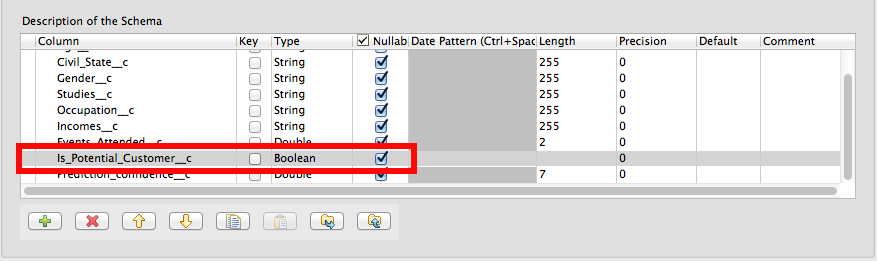 Description of the Schema
Column Key Type Nullab Date Pattern (Ctrl+Spac Length Precision Default Comment
Civil_State__c String 255 0
Gender__c String 255 0
Studies__c String 255 0
Occupation__c String 255 0
Incomes__c String 255 0
Events_Attended__c Double 2 0
Is_Potential_Customer__c Boolean 0
Prediction_Confidence__c Double 7 0